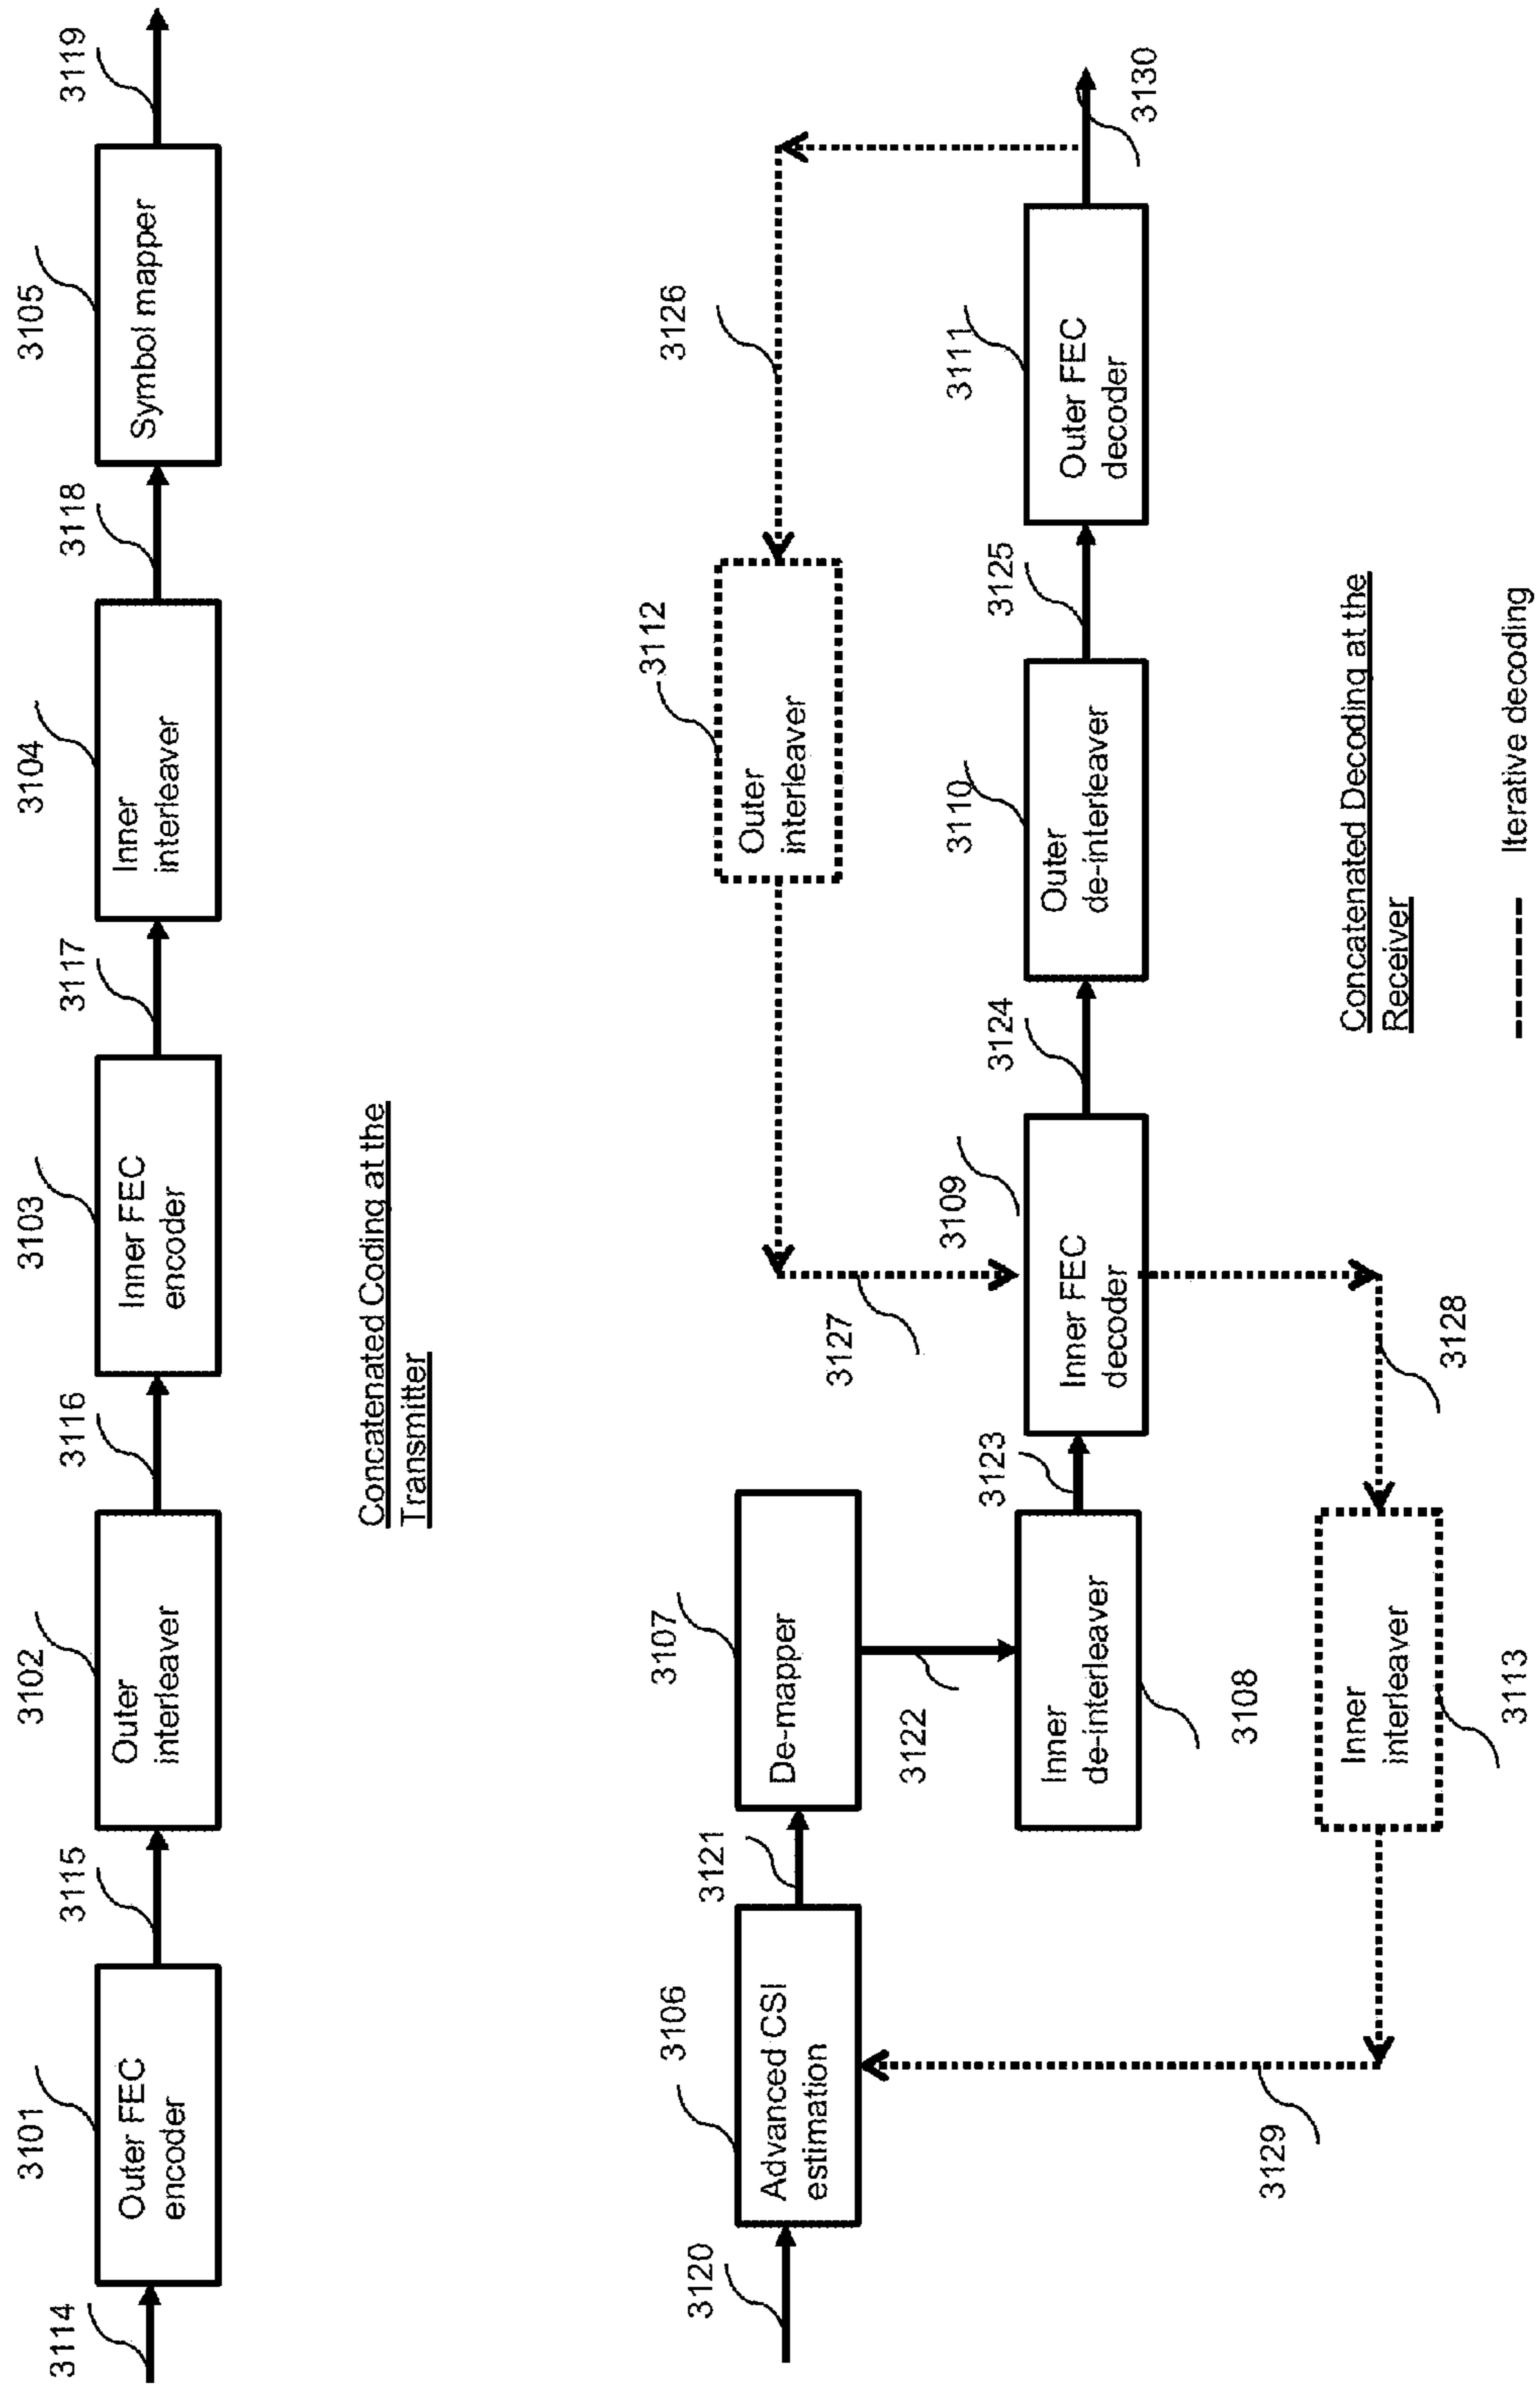 3114
3101
Outer FEC
encoder
3115
3102
Outer
interleaver
3116
3103
Inner FEC
encoder
3117
3104
Inner
interleaver
3118
3105
Symbol mapper
3119
Concatenated Coding at the
Transmitter
3120
3106
Advanced CSI
estimation
3121
3107
De-mapper
3122
Inner
de-interleaver
3108
3123
3109
Inner FEC
decoder
3124
3110
Outer
de-interleaver
3125
3111
Outer FEC
decoder
3130
3126
3112
Outer
interleaver
3127
3128
Inner
interleaver
3113
3129
Concatenated Decoding at the
Receiver
Iterative decoding